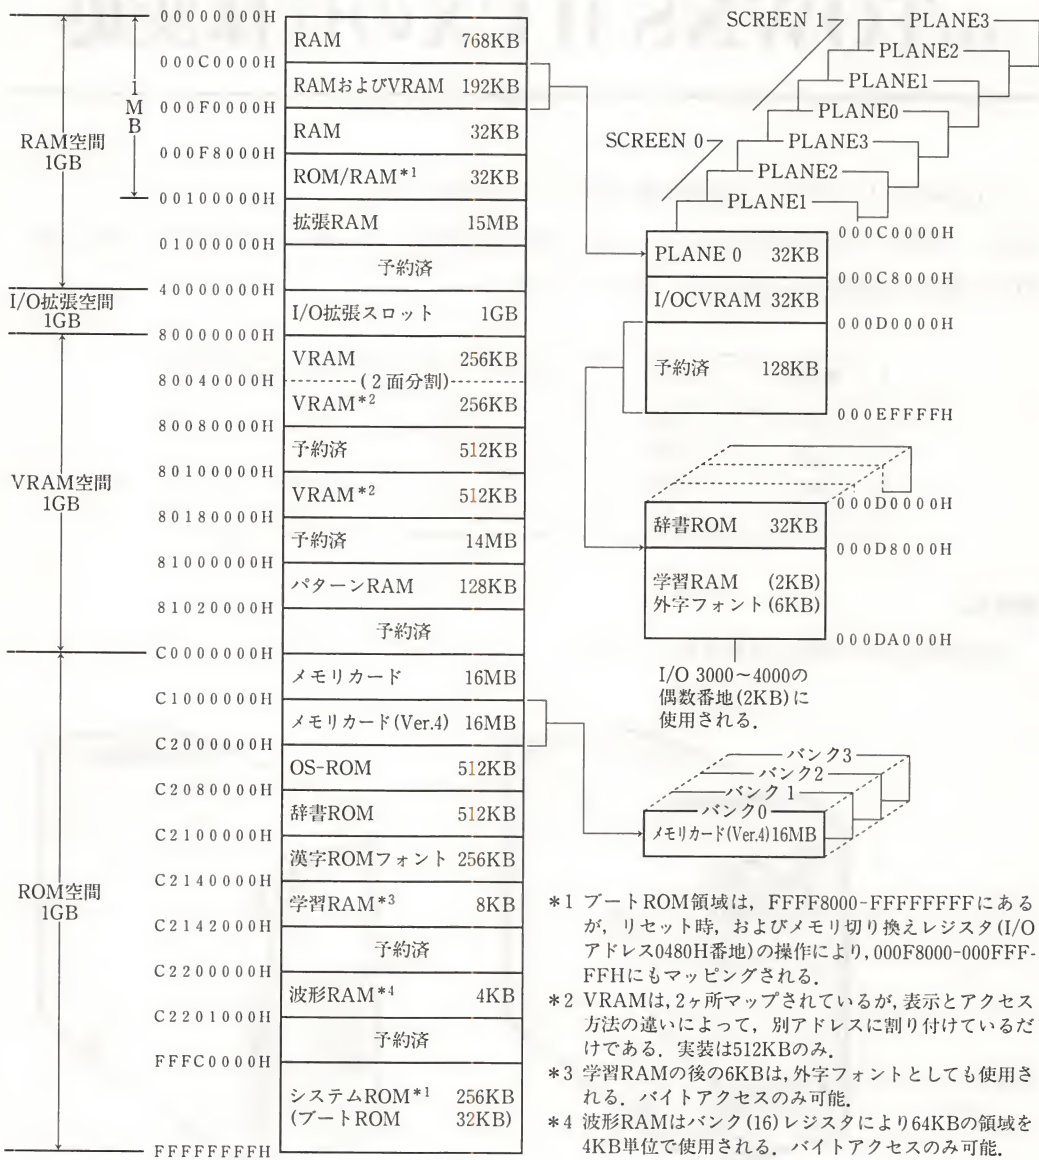 00000000H
RAM 768KB
000C0000H
RAMおよびVRAM 192KB
1MB
000F0000H
RAM空間
1GB
RAM 32KB
000F8000H
ROM/RAM*1 32KB
00100000H
拡張RAM 15MB
01000000H
予約済
40000000H
I/O拡張空間
1GB
I/O拡張スロット 1GB
80000000H
VRAM 256KB
80040000H
(2面分割)
VRAM*2 256KB
80080000H
予約済 512KB
80100000H
VRAM空間
1GB
VRAM*2 512KB
80180000H
予約済 14MB
81000000H
パターンRAM 128KB
81020000H
予約済
C0000000H
メモリカード 16MB
C1000000H
メモリカード(Ver.4) 16MB
C2000000H
OS-ROM 512KB
C2080000H
辞書ROM 512KB
C2100000H
漢字ROMフォント 256KB
C2140000H
ROM空間
1GB
学習RAM*3 8KB
C2142000H
予約済
C2200000H
波形RAM*4 4KB
C2201000H
予約済
FFFC0000H
システムROM*1 256KB
(ブートROM 32KB)
FFFFFFFFH
SCREEN 1
PLANE3
PLANE2
PLANE1
PLANE0
SCREEN 0
PLANE3
PLANE2
PLANE1
000C0000H
PLANE 0 32KB
000C8000H
I/OCVRAM 32KB
000D0000H
予約済 128KB
000EFFFFH
000D0000H
辞書ROM 32KB
000D8000H
学習RAM (2KB)
外字フォント(6KB)
000DA000H
I/O 3000~4000の
偶数番地(2KB)に
使用される.
バンク3
バンク2
バンク1
バンク0
メモリカード(Ver.4)16MB
*1 ブートROM領域は,FFFF8000-FFFFFFFFにある
が,リセット時,およびメモリ切り換えレジスタ(I/O
アドレス0480H番地)の操作により,000F8000-000FFF-
FFHにもマッピングされる.
*2 VRAMは,2ヶ所マップされているが,表示とアクセス
方法の違いによって,別アドレスに割り付けているだ
けである.実装は512KBのみ.
*3 学習RAMの後の6KBは,外字フォントとしても使用さ
れる.バイトアクセスのみ可能.
*4 波形RAMはバンク(16)レジスタにより64KBの領域を
4KB単位で使用される.バイトアクセスのみ可能.